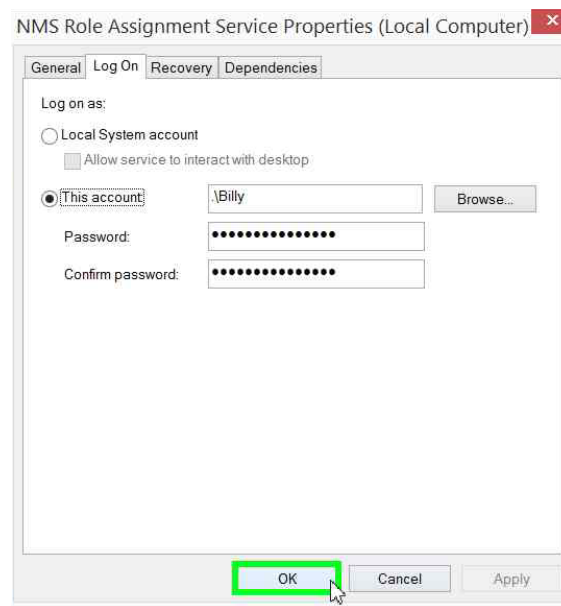 NMS Role Assignment Service Properties (Local Computer)
General Log On Recovery Dependencies
Log on as:
Local System account
Allow service to interact with desktop
This account: .\Billy Browse...
Password: •••••••••••••••
Confirm password: •••••••••••••••
OK Cancel Apply